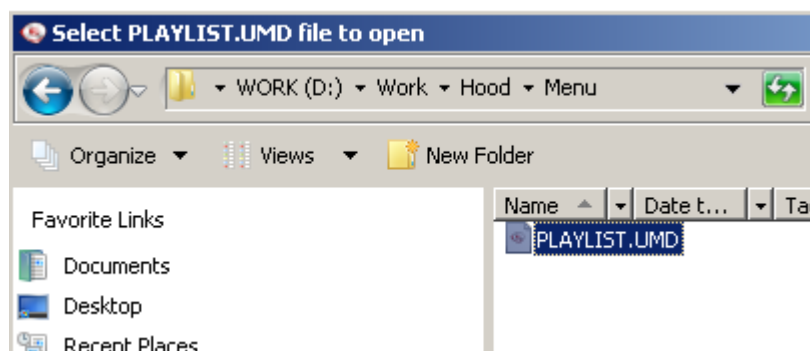 Select PLAYLIST.UMD file to open
WORK (D:) Work Hood Menu
Organize Views New Folder
Favorite Links
Name Date t... Ta
PLAYLIST.UMD
Documents
Desktop
Recent Places